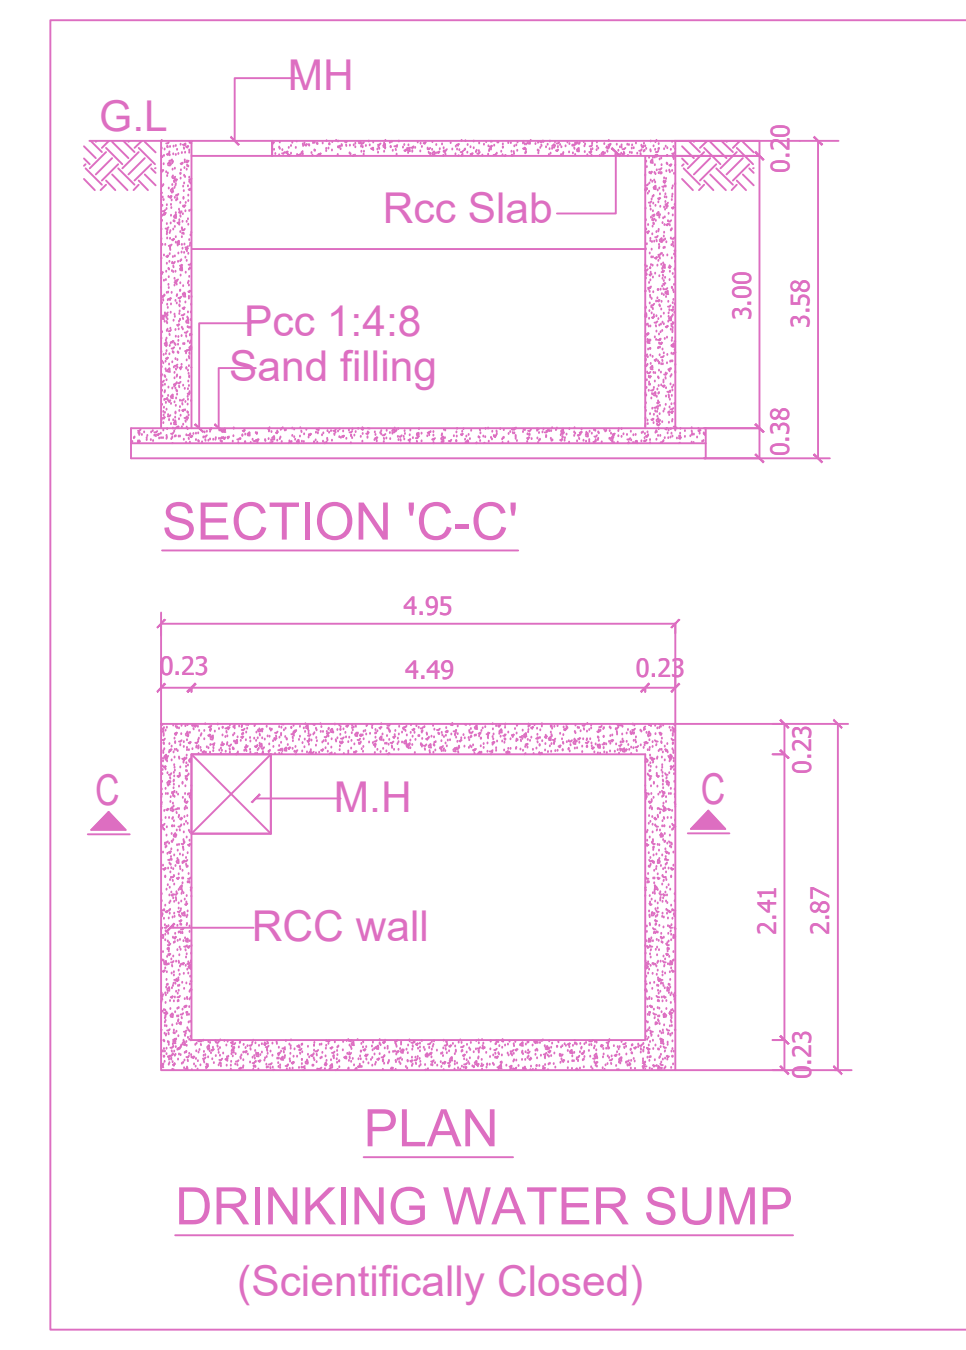 MH
G.L
0.20
Rcc Slab
3.00
3.58
Pcc 1:4:8
Sand filling
0.38
SECTION 'C-C'
4.95
0.23
4.49
0.23
0.23
C
M.H
C
2.41
2.87
RCC wall
0.23
PLAN
DRINKING WATER SUMP
(Scientifically Closed)